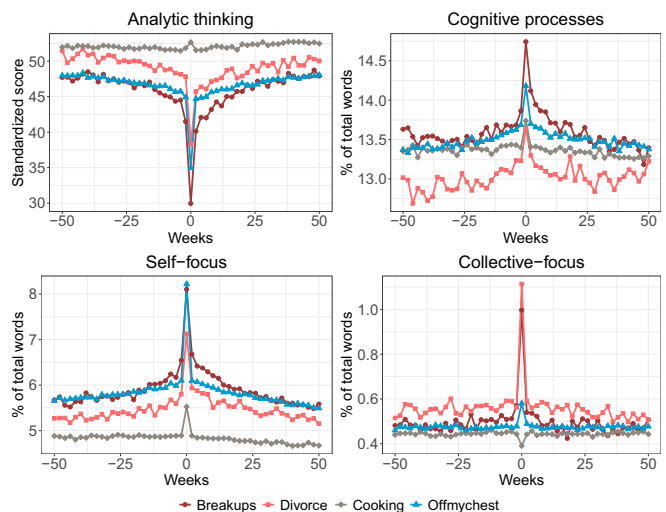 Analytic thinking
Standardized score
50
45
40
35
30
−50 −25 0 25 50
Weeks
Cognitive processes
% of total words
14.5
14.0
13.5
13.0
−50 −25 0 25 50
Weeks
Self−focus
% of total words
8
7
6
5
−50 −25 0 25 50
Weeks
Collective−focus
% of total words
1.0
0.8
0.6
0.4
−50 −25 0 25 50
Weeks
Breakups Divorce Cooking Offmychest